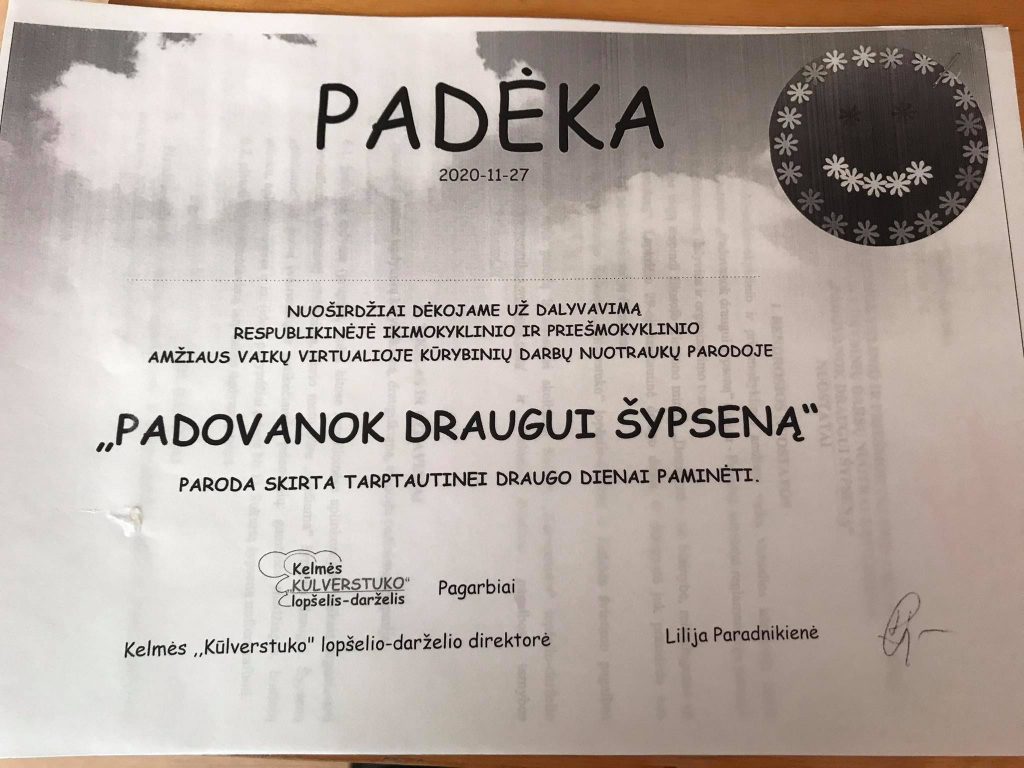 PADĖKA
2020-11-27
NUOŠIRDŽIAI DĖKOJAME UŽ DALYVAVIMĄ
RESPUBLIKINĖJĖ IKIMOKYKLINIO IR PRIEŠMOKYKLINIO
AMŽIAUS VAIKŲ VIRTUALIOJE KŪRYBINIŲ DARBŲ NUOTRAUKŲ PARODOJE
„PADOVANOK DRAUGUI ŠYPSENĄ“
PARODA SKIRTA TARPTAUTINEI DRAUGO DIENAI PAMINĖTI.
Kelmės
„KŪLVERSTUKO“
lopšelis-darželis
Pagarbiai
Kelmės ,,Kūlverstuko" lopšelio-darželio direktorė
Lilija Paradnikienė